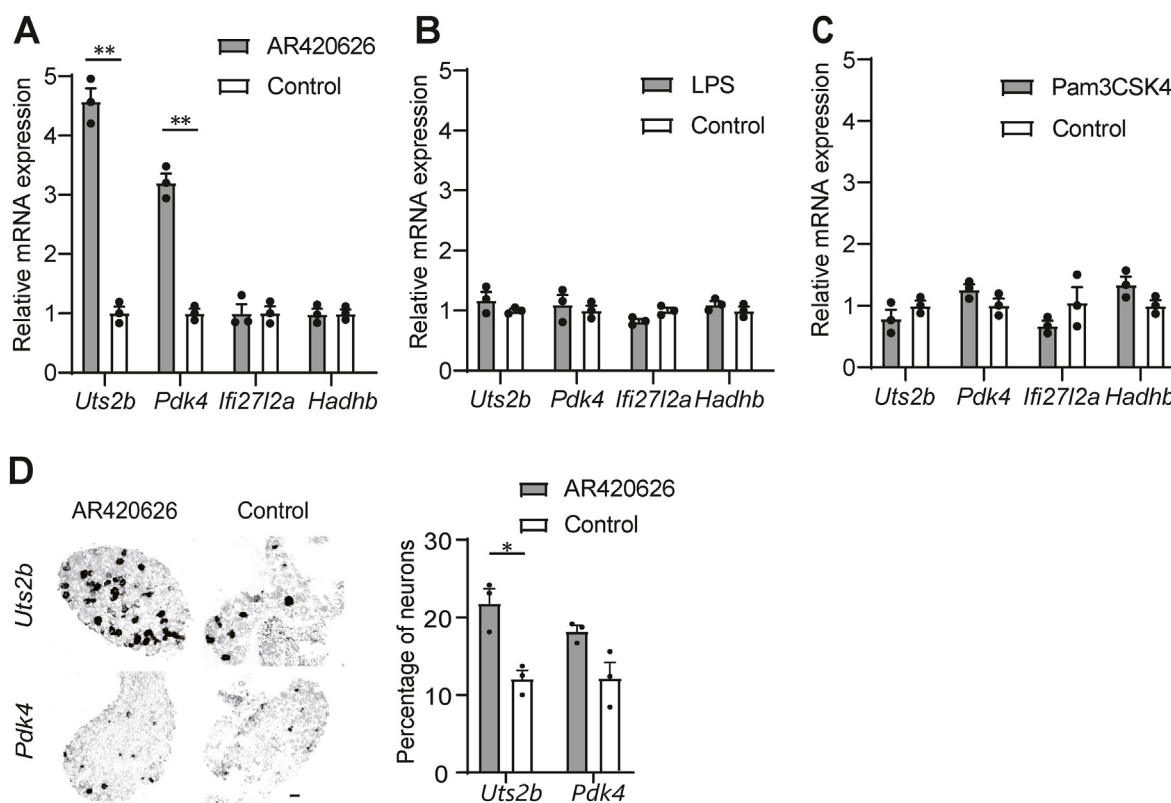 A
AR420626
Control
**
**
Relative mRNA expression
5
4
3
2
1
0
Uts2b Pdk4 Ifi27l2a Hadhb
B
LPS
Control
Relative mRNA expression
5
4
3
2
1
0
Uts2b Pdk4 Ifi27l2a Hadhb
C
Pam3CSK4
Control
Relative mRNA expression
5
4
3
2
1
0
Uts2b Pdk4 Ifi27l2a Hadhb
D
AR420626 Control
Uts2b
Pdk4
AR420626
Control
*
Percentage of neurons
30
20
10
0
Uts2b Pdk4